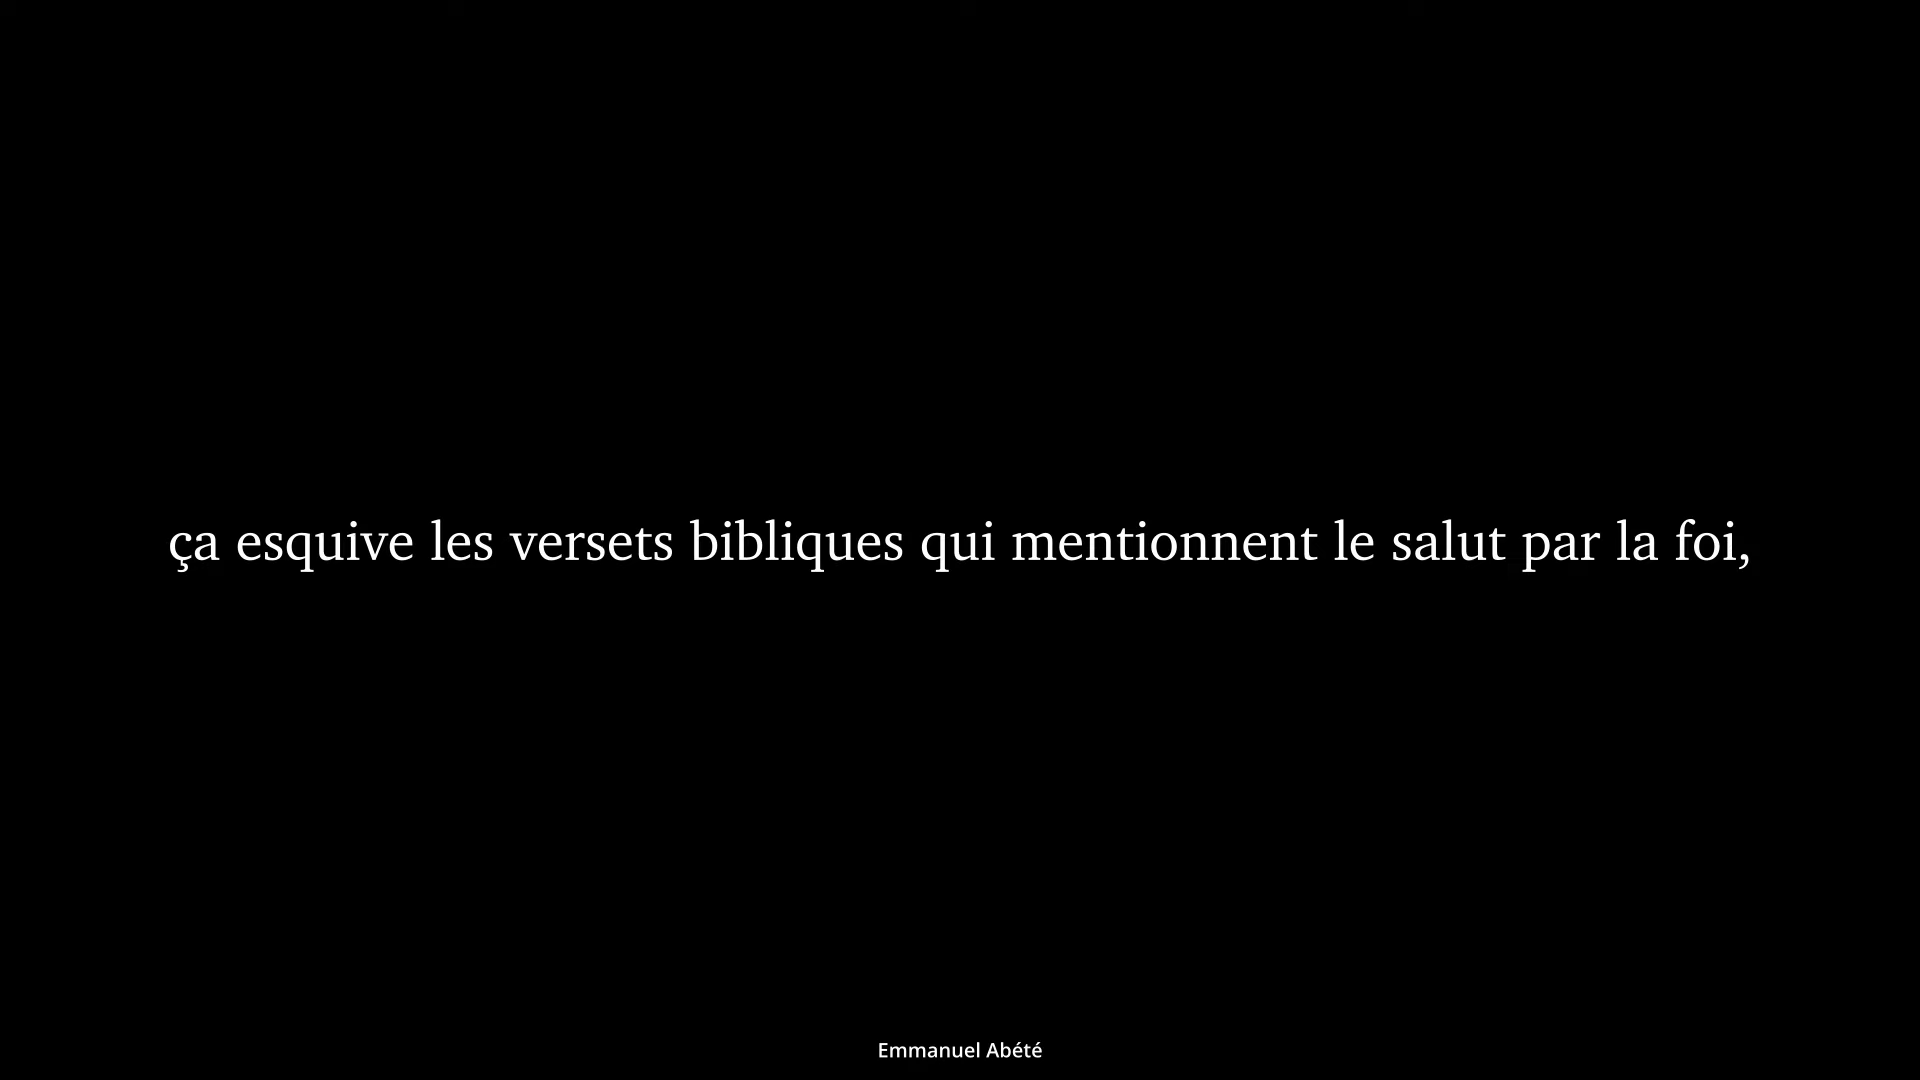 ça esquive les versets bibliques qui mentionnent le salut par la foi,
Emmanuel Abété